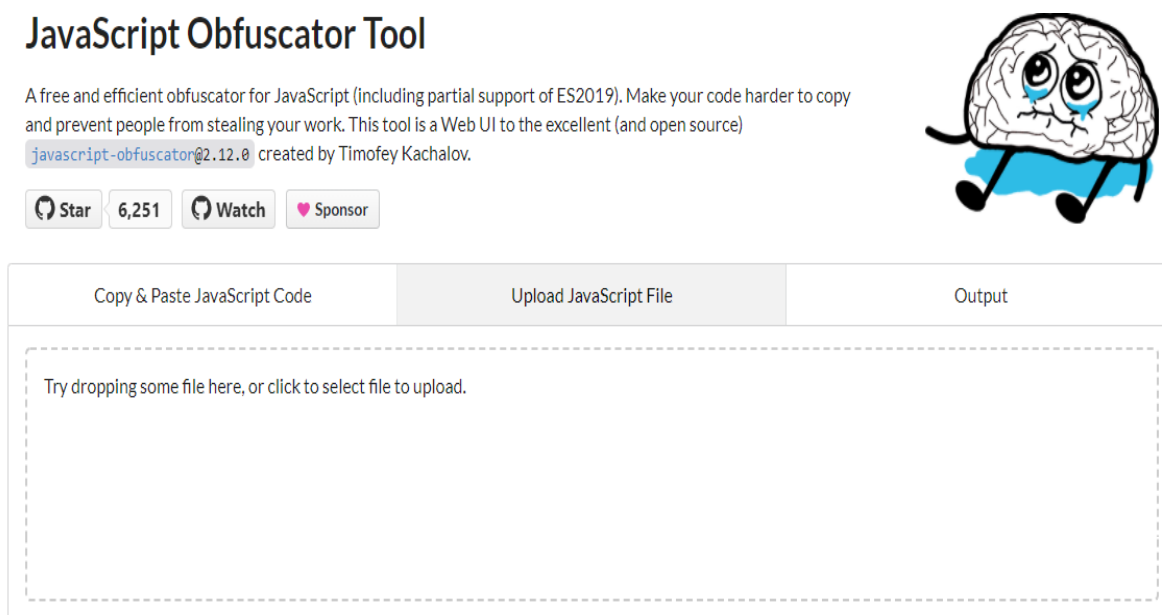 JavaScript Obfuscator Tool
A free and efficient obfuscator for JavaScript (including partial support of ES2019). Make your code harder to copy
and prevent people from stealing your work. This tool is a Web UI to the excellent (and open source)
javascript-obfuscator@2.12.0 created by Timofey Kachalov.
Star 6,251 Watch Sponsor
Copy & Paste JavaScript Code Upload JavaScript File Output
Try dropping some file here, or click to select file to upload.